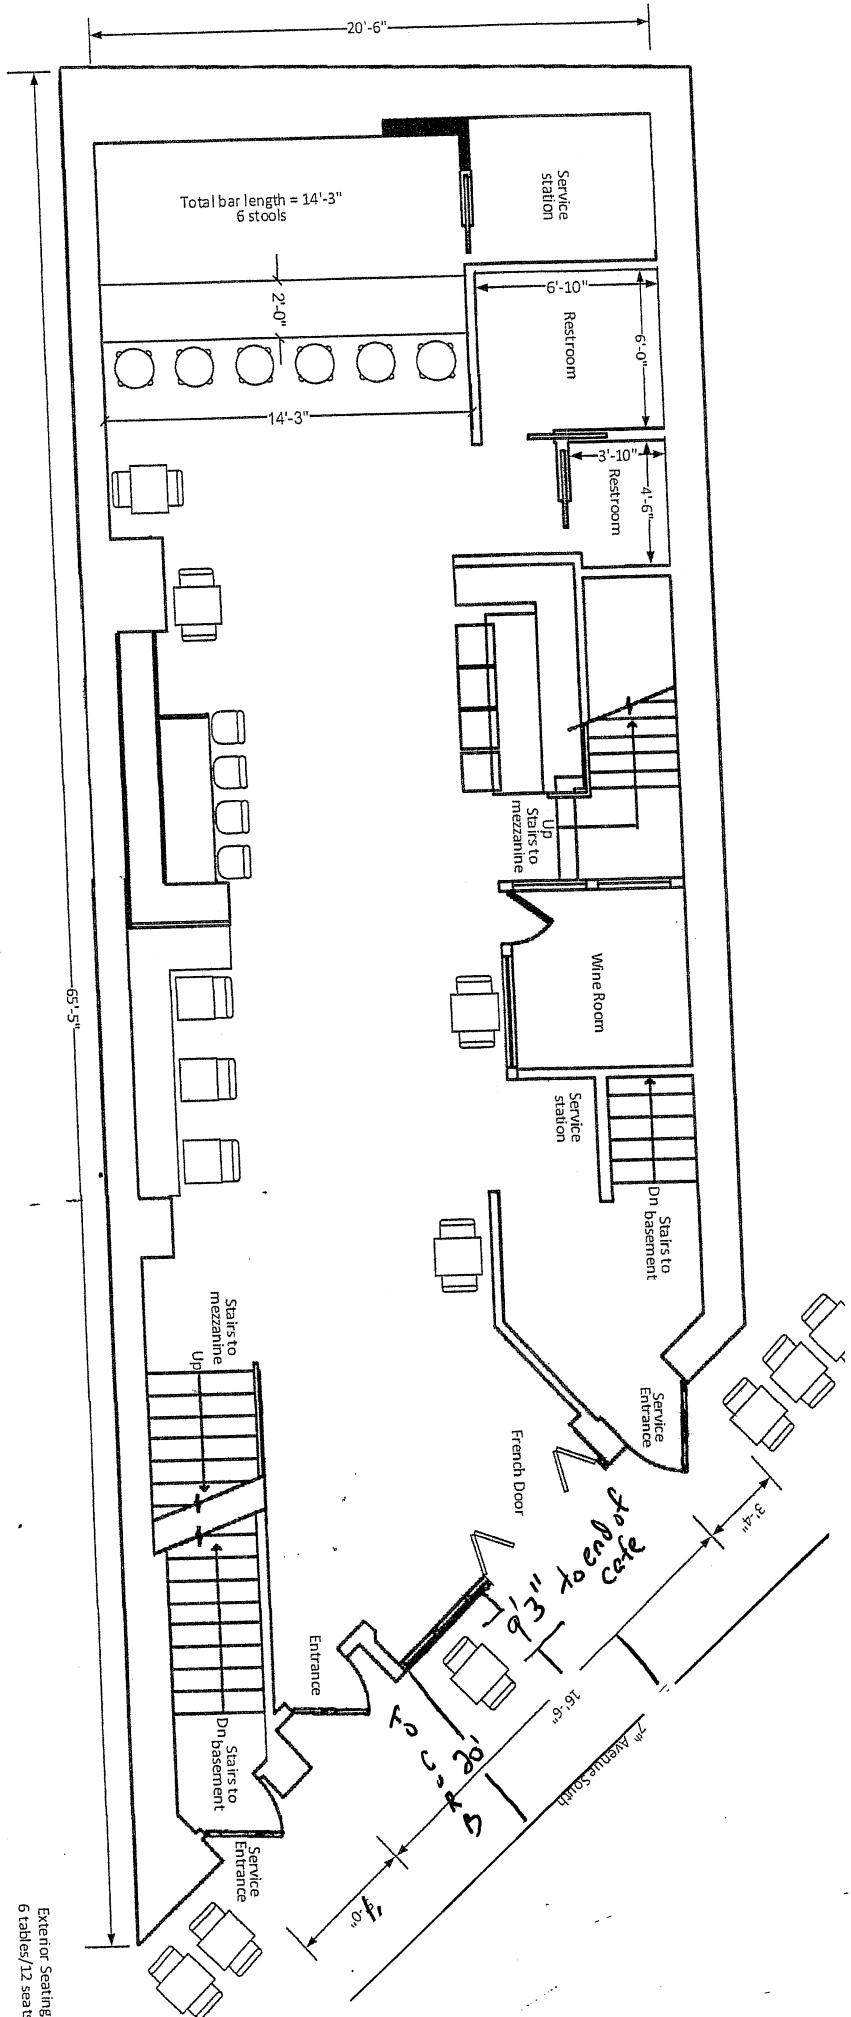 20'-6"
Total bar length = 14'-3"
6 stools
Service
station
2'-0"
6'-10"
Restroom
6'-0"
14'-3"
3'-10"
Restroom
4'-6"
Up
Stairs to
mezzanine
Wine Room
65'-5"
Service
station
Dn
Stairs to
basement
Stairs to
mezzanine
Up
Service
Entrance
French Door
3'-4"
9'3" to end of
cafe
Entrance
16'-6"
20'
TO CURB
7th Avenue South
Dn
Stairs to
basement
Service
Entrance
Exterior Seating
6 tables/12 seats